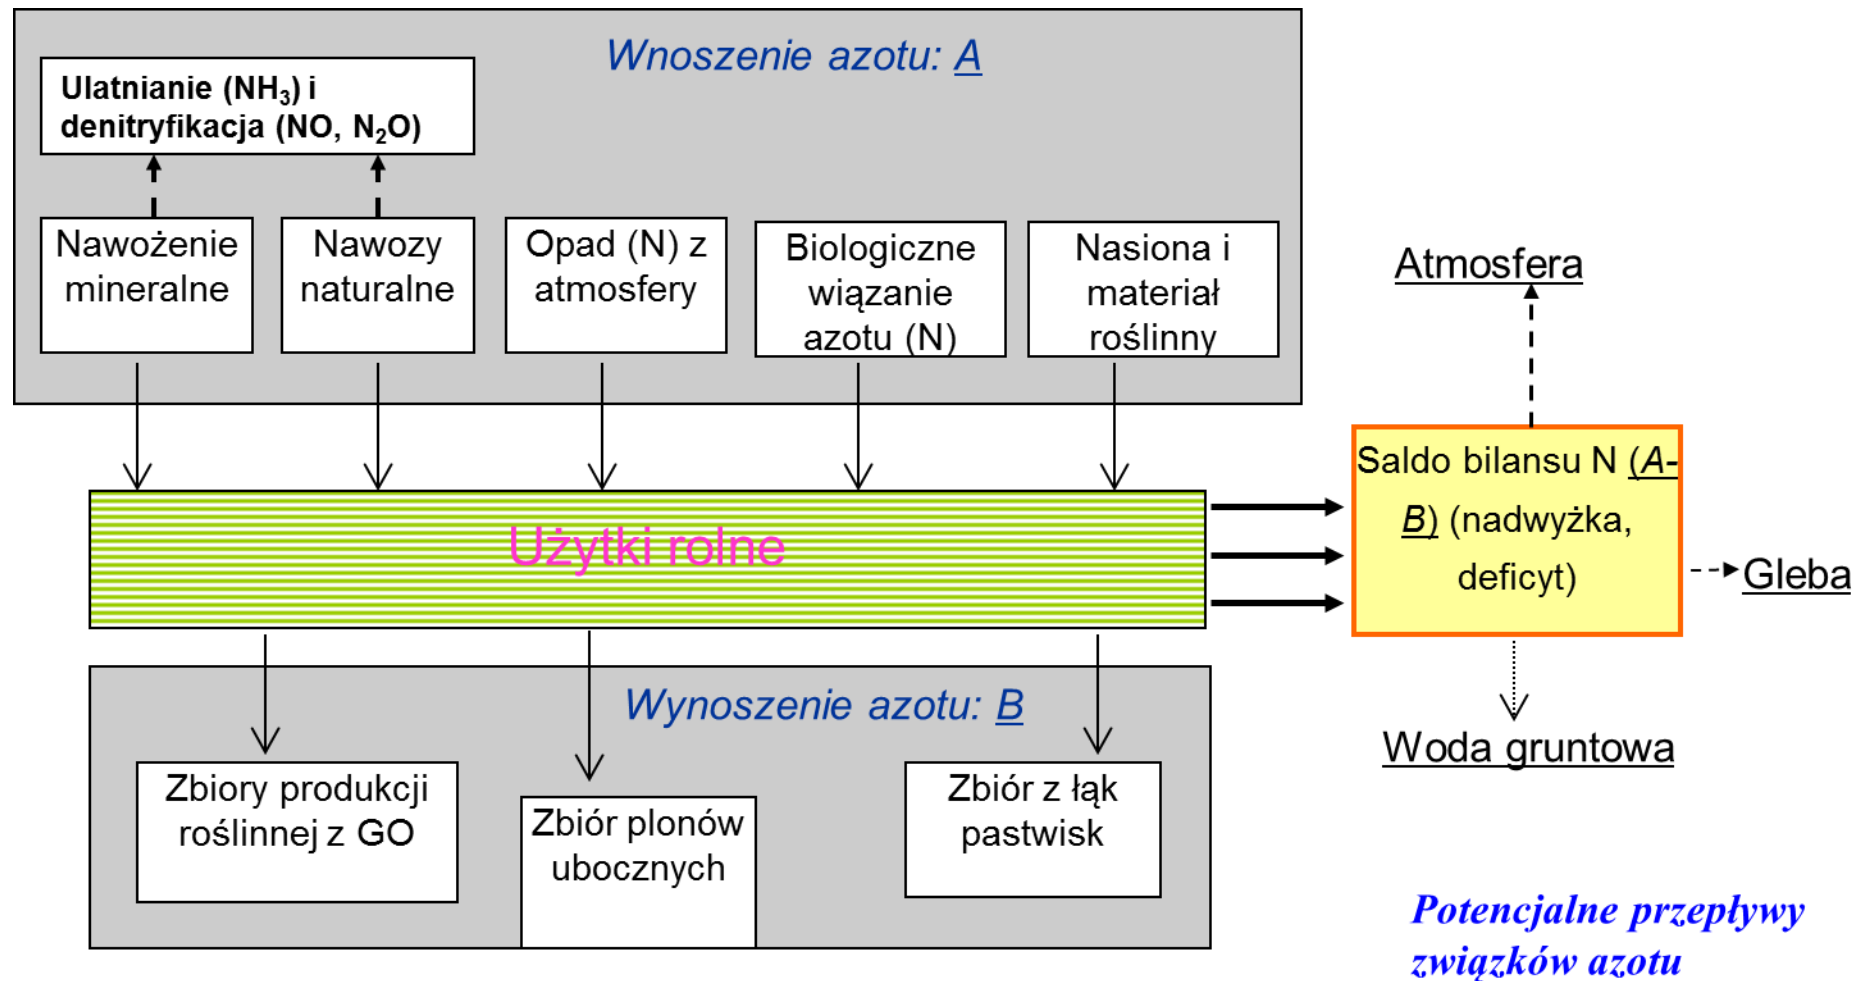 Wnoszenie azotu: A
Ulatnianie (NH₃) i
denitryfikacja (NO, N₂O)
Nawożenie
mineralne
Nawozy
naturalne
Opad (N) z
atmosfery
Biologiczne
wiązanie
azotu (N)
Nasiona i
materiał
roślinny
Atmosfera
Saldo bilansu N (A-
B) (nadwyżka,
deficyt)
Gleba
Woda gruntowa
Użytki rolne
Wynoszenie azotu: B
Zbiory produkcji
roślinnej z GO
Zbiór plonów
ubocznych
Zbiór z łąk
pastwisk
Potencjalne przepływy
związków azotu